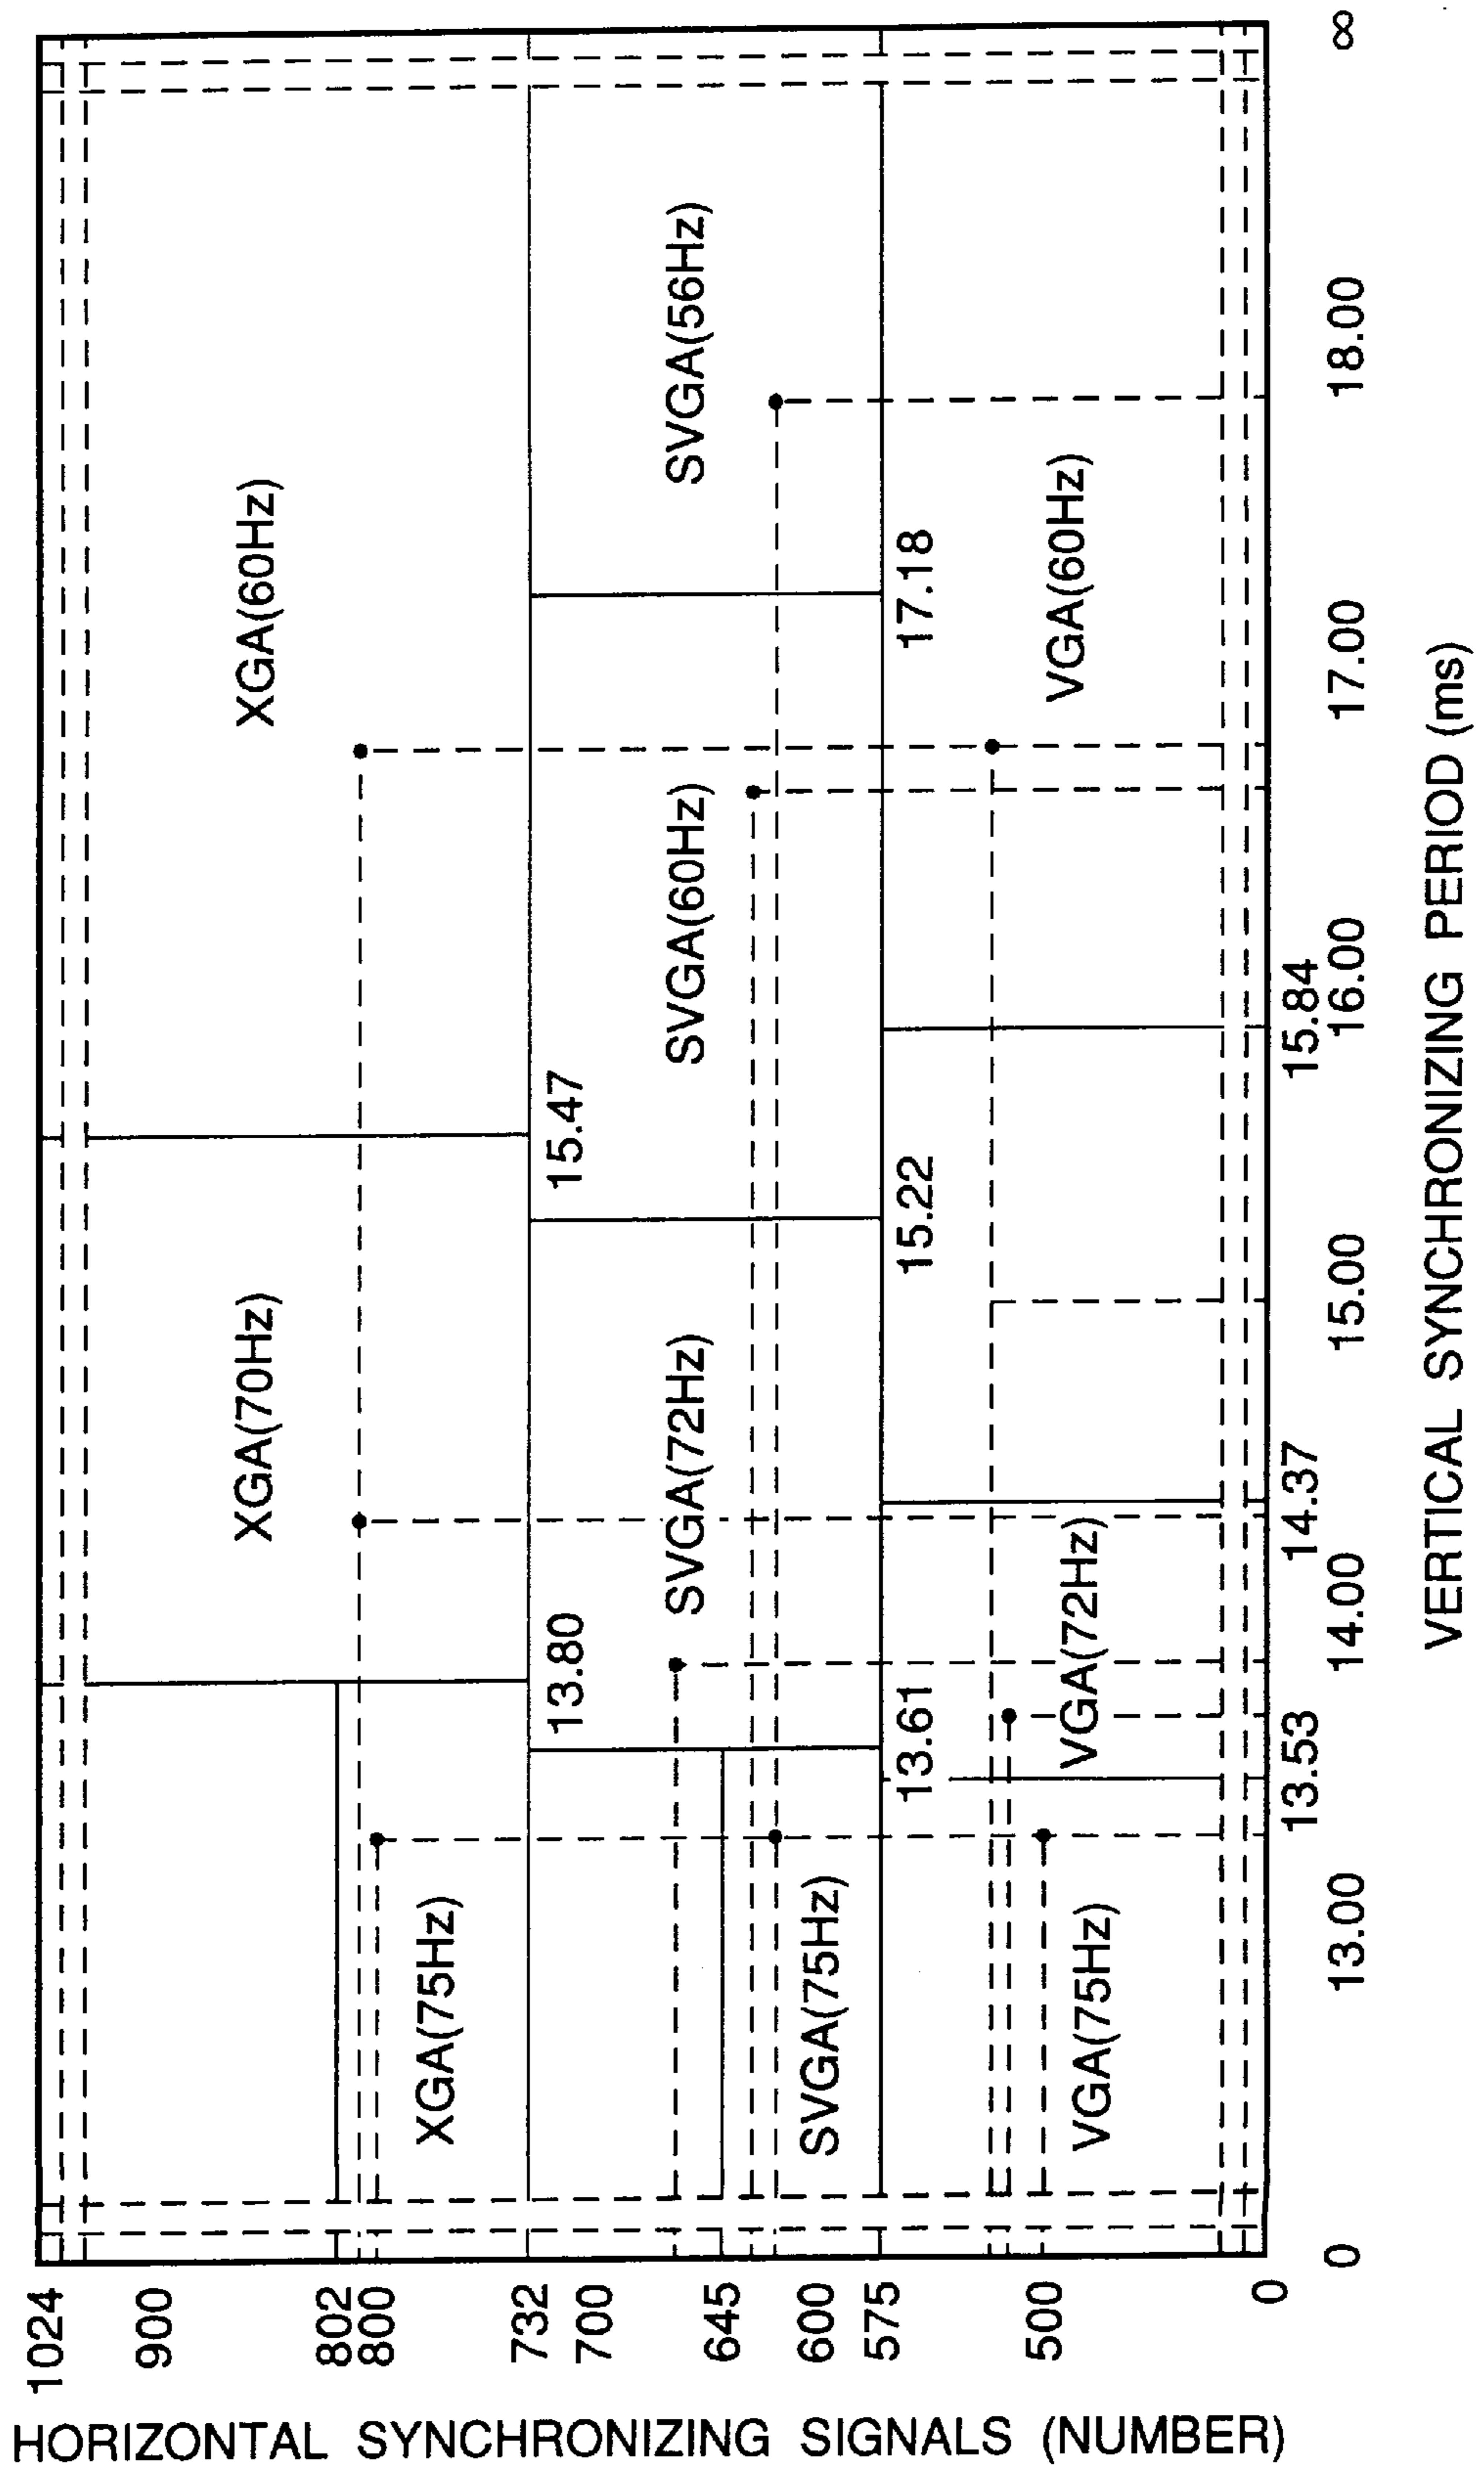 HORIZONTAL SYNCHRONIZING SIGNALS (NUMBER)
1024
900
802
800
732
700
645
600
575
500
0
XGA(70Hz)
XGA(60Hz)
XGA(75Hz)
13.80
15.47
SVGA(72Hz)
SVGA(60Hz)
SVGA(56Hz)
SVGA(75Hz)
13.61
15.22
17.18
VGA(75Hz)
VGA(72Hz)
VGA(60Hz)
13.53
14.37
15.84
0
13.00
14.00
15.00
16.00
17.00
18.00
∞
VERTICAL SYNCHRONIZING PERIOD (ms)